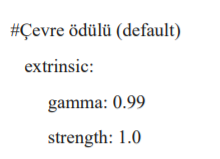 #Çevre ödülü (default)
extrinsic:
gamma: 0.99
strength: 1.0